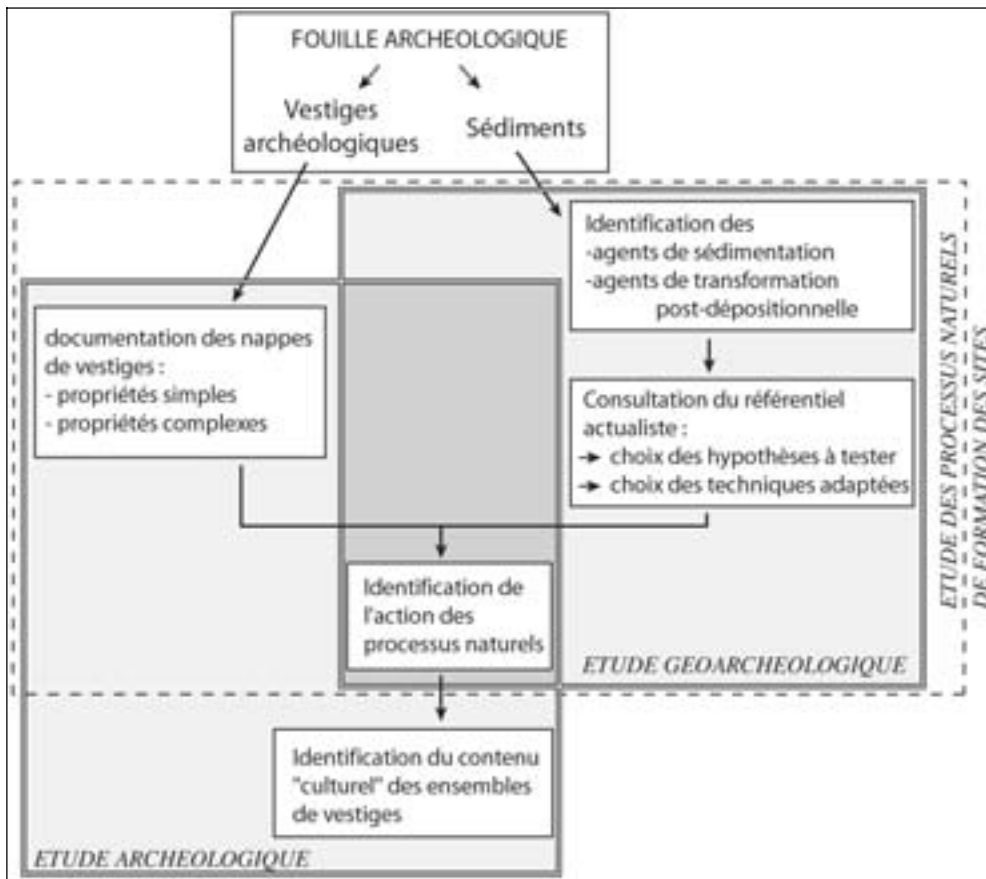 FOUILLE ARCHEOLOGIQUE
Vestiges
archéologiques
Sédiments
Identification des
-agents de sédimentation
-agents de transformation
post-dépositionnelle
documentation des nappes
de vestiges :
- propriétés simples
- propriétés complexes
Consultation du référentiel
actualiste :
→ choix des hypothèses à tester
→ choix des techniques adaptées
ETUDE DES PROCESSUS NATURELS
DE FORMATION DES SITES
Identification de
l'action des
processus naturels
ETUDE GEOARCHEOLOGIQUE
Identification du contenu
"culturel" des ensembles
de vestiges
ETUDE ARCHEOLOGIQUE